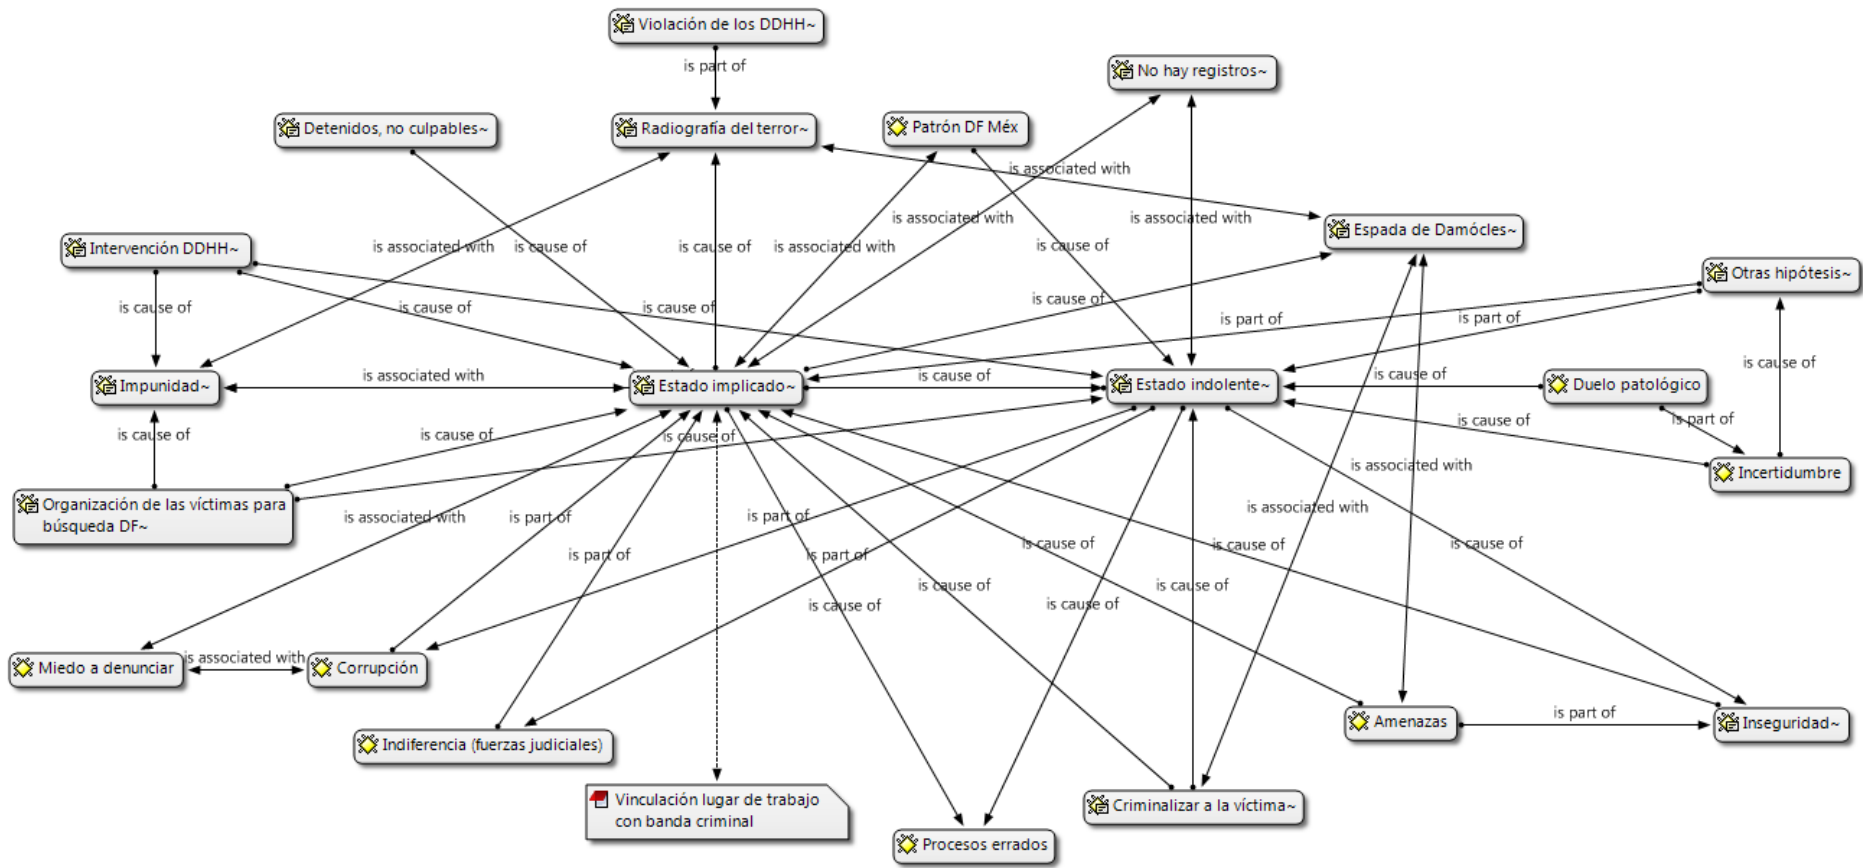 Violación de los DDHH~
is part of
No hay registros~
Detenidos, no culpables~
Radiografía del terror~
Patrón DF Méx
is associated with
is associated with
is associated with
Espada de Damócles~
Intervención DDHH~
is associated with
is cause of
is cause of
is associated with
is cause of
Otras hipótesis~
is cause of
is cause of
is cause of
is cause of
is part of
is part of
is cause of
Impunidad~
is associated with
Estado implicado~
is cause of
Estado indolente~
is cause of
Duelo patológico
is cause of
is cause of
is cause of
is cause of
is part of
Organización de las víctimas para
búsqueda DF~
is associated with
Incertidumbre
is associated with
is part of
is part of
is associated with
is part of
is part of
is cause of
is cause of
is cause of
is cause of
is cause of
is cause of
is cause of
Miedo a denunciar
is associated with
Corrupción
Indiferencia (fuerzas judiciales)
Amenazas
is part of
Inseguridad~
Vinculación lugar de trabajo
con banda criminal
Criminalizar a la víctima~
Procesos errados